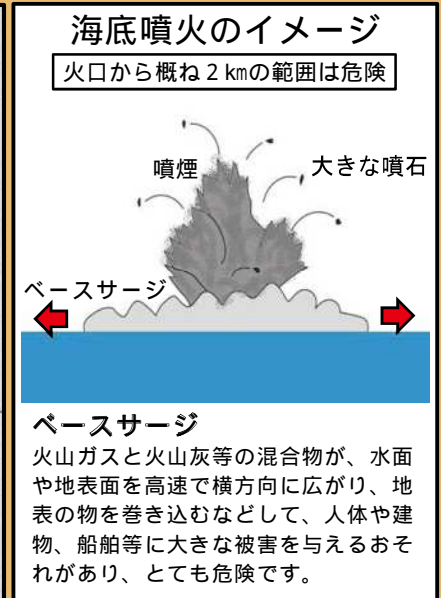 海底噴火のイメージ
火口から概ね２㎞の範囲は危険
噴煙
大きな噴石
ベースサージ
ベースサージ
火山ガスと火山灰等の混合物が、水面
や地表面を高速で横方向に広がり、地
表の物を巻き込むなどして、人体や建
物、船舶等に大きな被害を与えるおそ
れがあり、とても危険です。